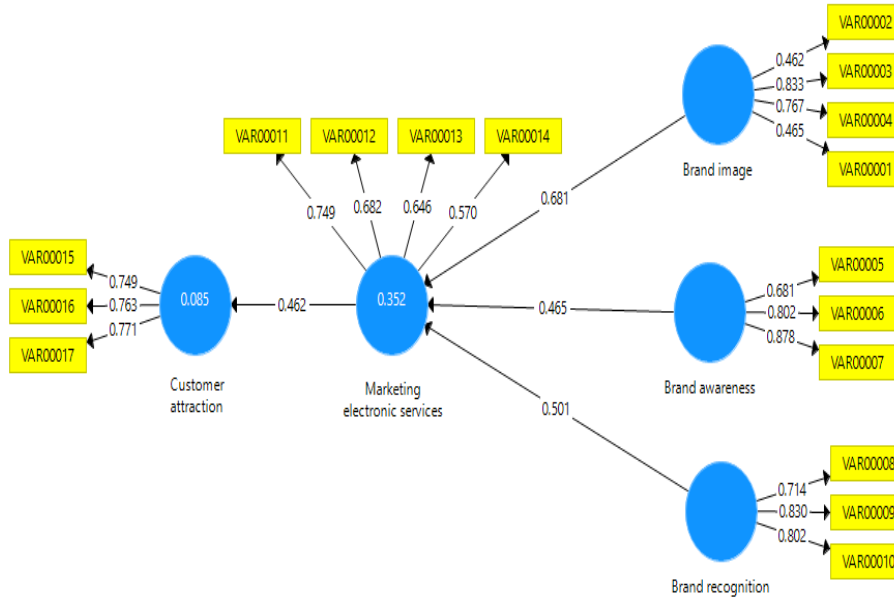 VAR00002
0.462
VAR00003
0.833
0.767
VAR00004
0.465
VAR00001
Brand image
VAR00011
VAR00012
VAR00013
VAR00014
0.749
0.682
0.646
0.570
0.681
VAR00015
0.749
VAR00016
0.763
VAR00017
0.771
0.085
Customer
attraction
0.462
0.352
Marketing
electronic services
0.465
VAR00005
0.681
VAR00006
0.802
VAR00007
0.878
Brand awareness
0.501
VAR00008
0.714
VAR00009
0.830
0.802
VAR00010
Brand recognition